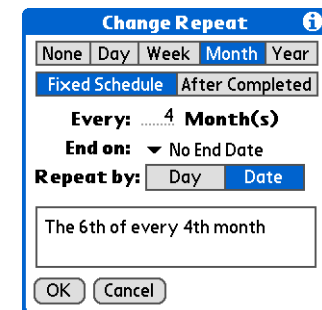 Change Repeat i
None Day Week Month Year
Fixed Schedule After Completed
Every: 4 Month(s)
End on: No End Date
Repeat by: Day Date
The 6th of every 4th month
OK Cancel